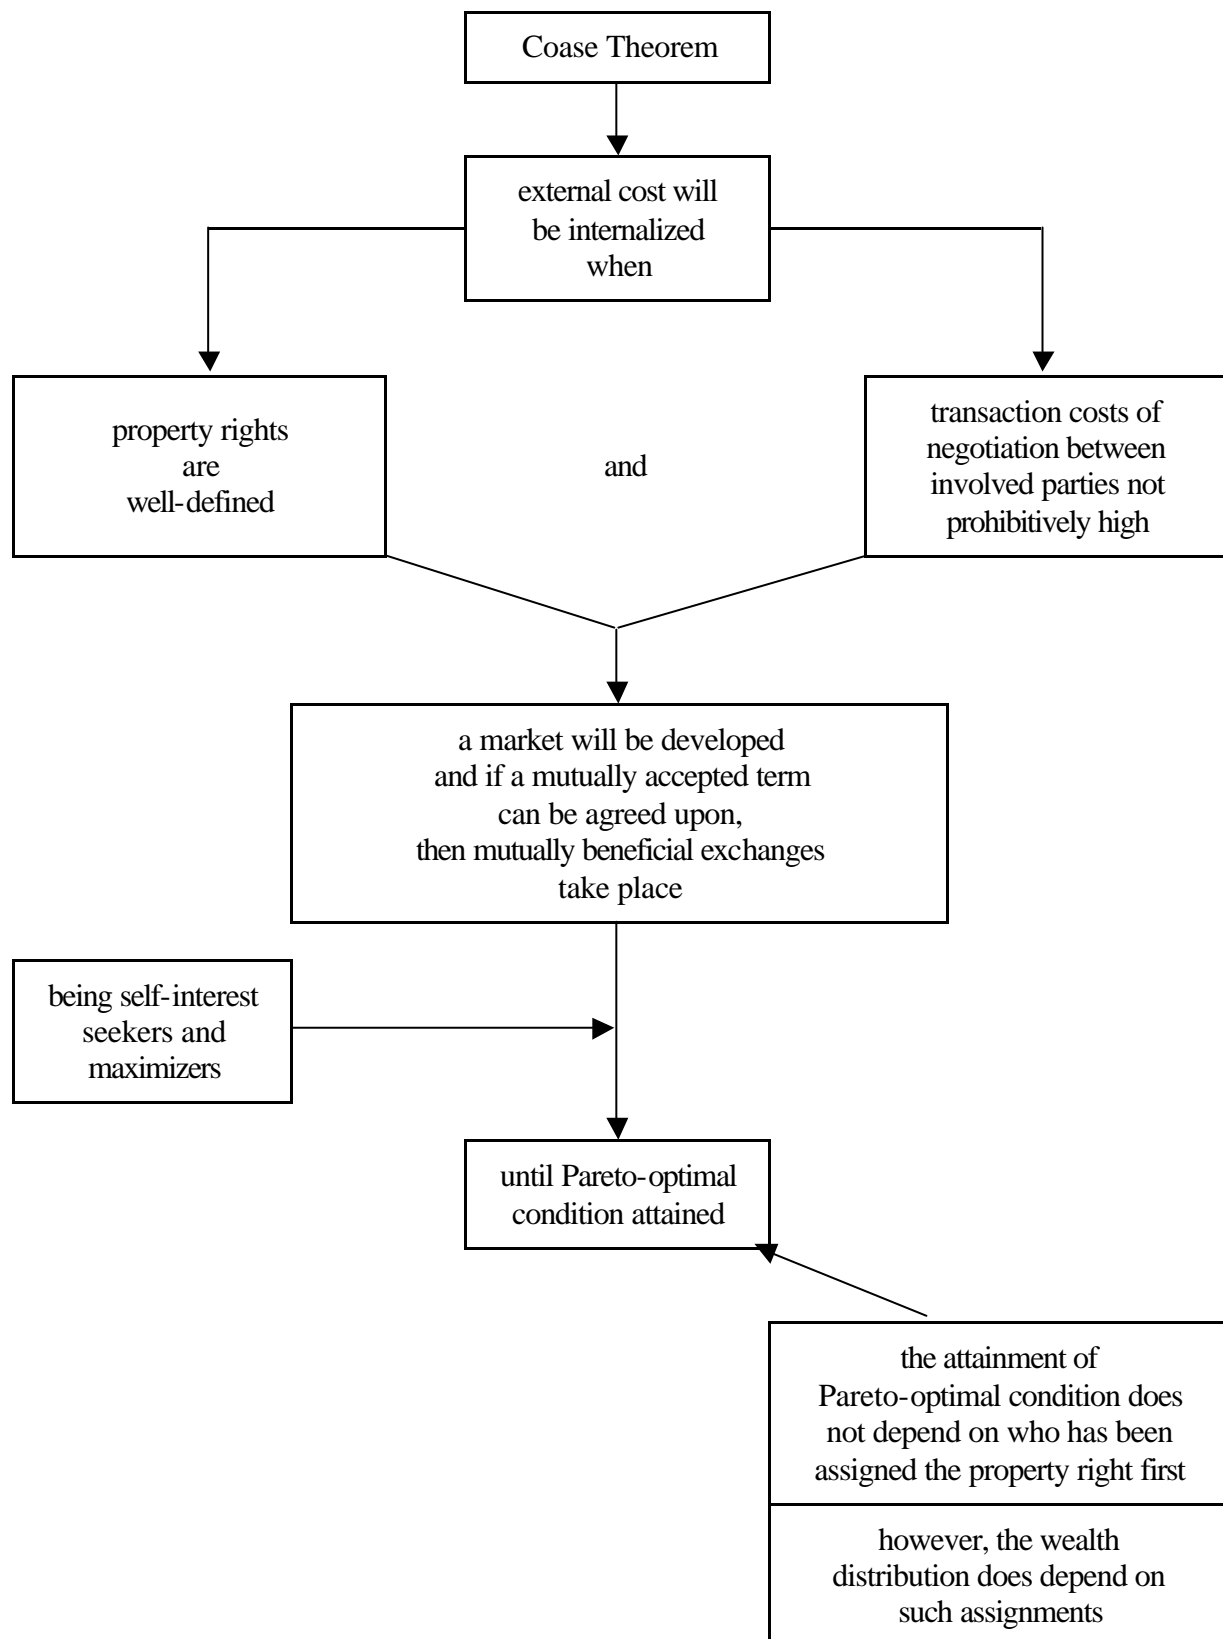 Coase Theorem
external cost will
be internalized
when
property rights
are
well-defined
and
transaction costs of
negotiation between
involved parties not
prohibitively high
a market will be developed
and if a mutually accepted term
can be agreed upon,
then mutually beneficial exchanges
take place
being self-interest
seekers and
maximizers
until Pareto-optimal
condition attained
the attainment of
Pareto-optimal condition does
not depend on who has been
assigned the property right first
however, the wealth
distribution does depend on
such assignments